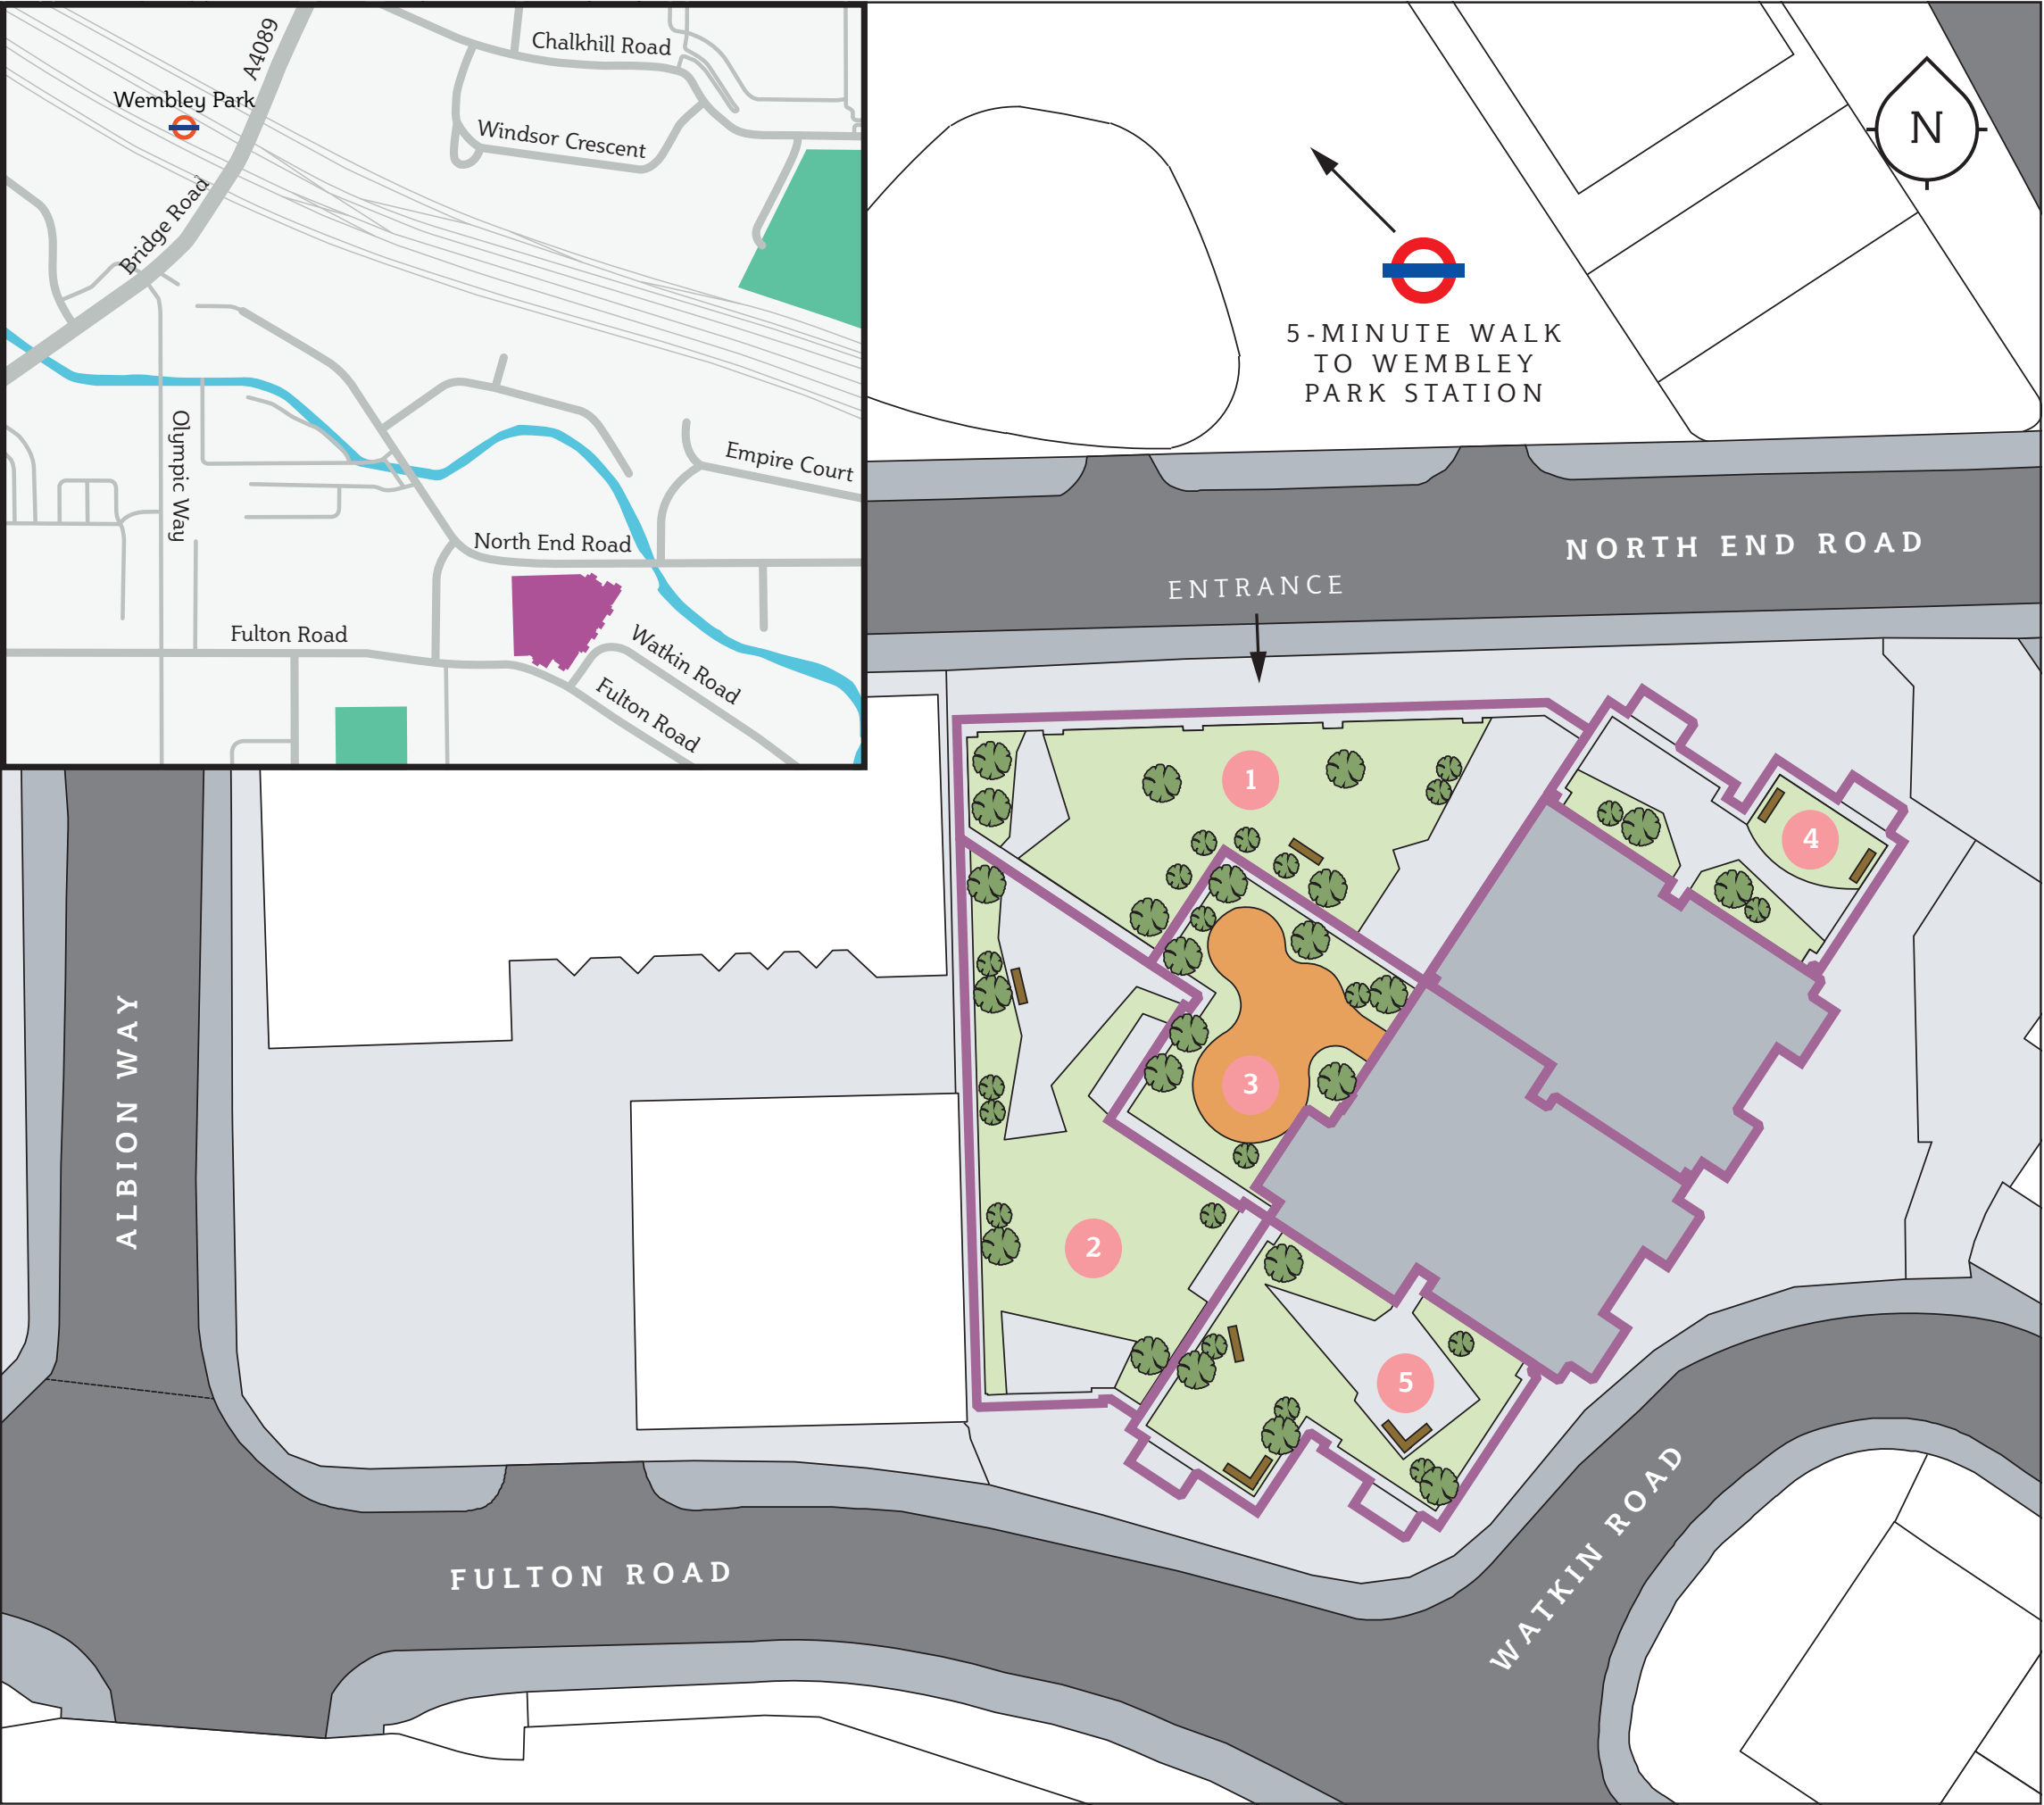 A4089
Chalkhill Road
Wembley Park
Windsor Crescent
Bridge Road
Olympic Way
Empire Court
North End Road
Fulton Road
Watkin Road
Fulton Road
N
5-MINUTE WALK
TO WEMBLEY
PARK STATION
NORTH END ROAD
ENTRANCE
1
4
3
2
5
ALBION WAY
FULTON ROAD
WATKIN ROAD